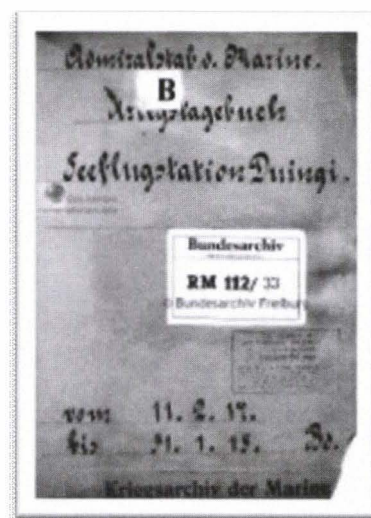 Admiralstab d. Marine.
B
Kriegstagebuch
Seeflugstation Duingi.
Bundesarchiv
RM 112/ 33
© Bundesarchiv Freiburg
vom 11. 2. 17.
bis 31. 1. 18. Bd.
Kriegsarchiv der Marine